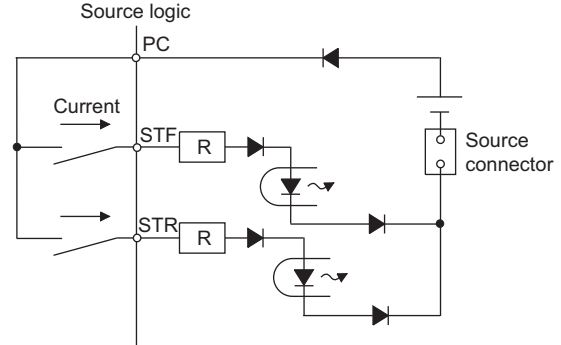 Source logic
PC
Current
STF
R
Source
connector
STR
R